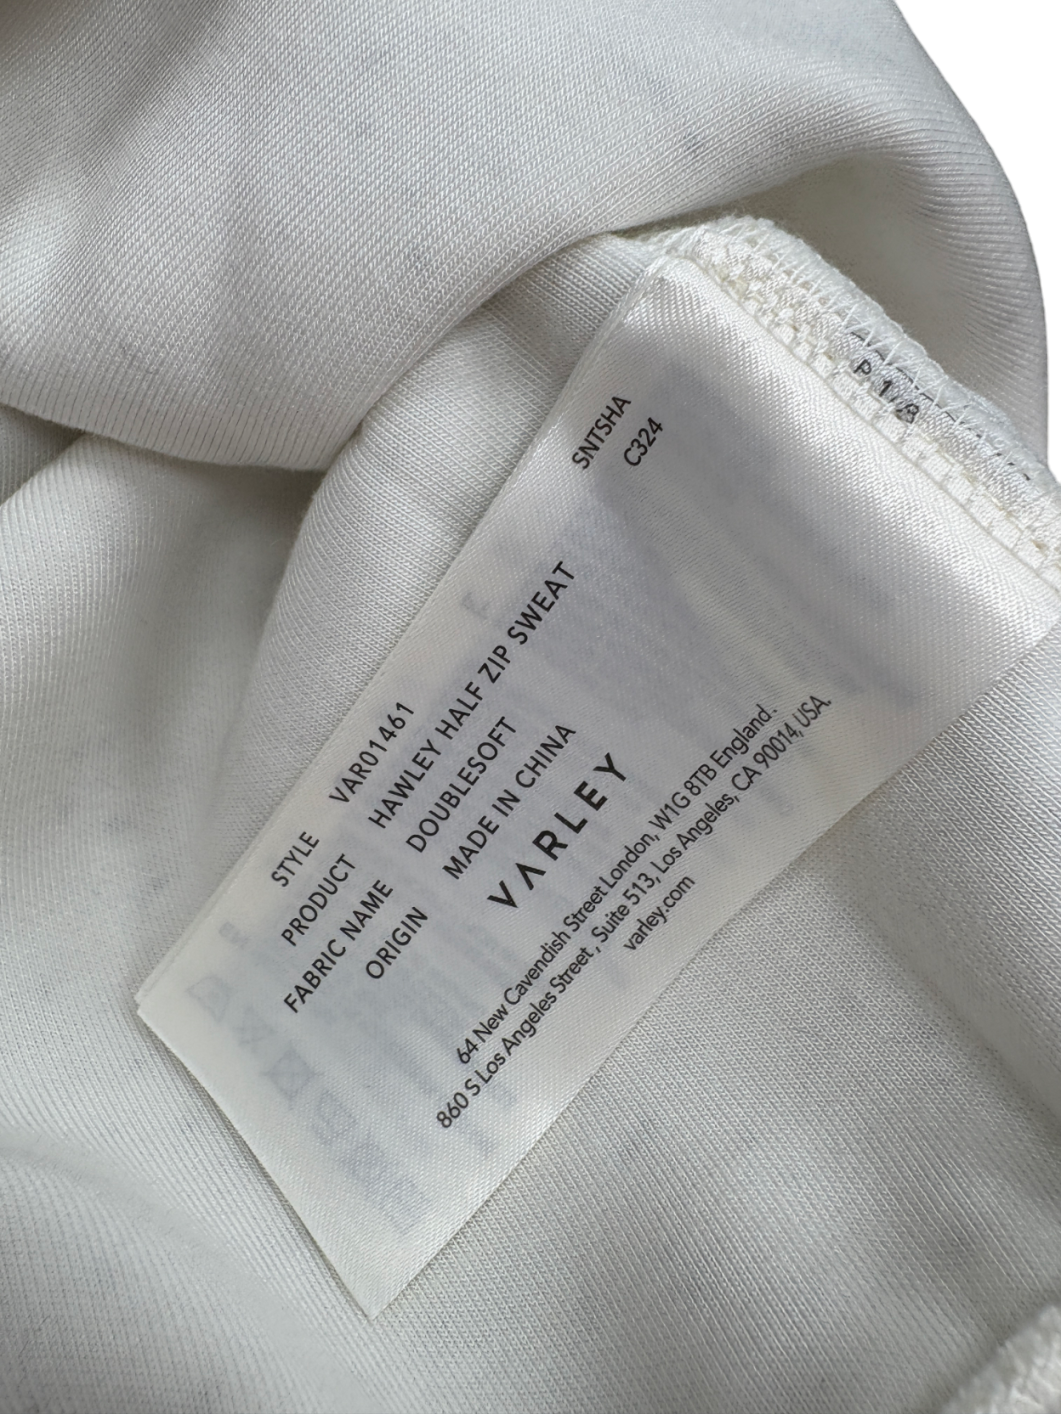 SNTSHA
C324
STYLE VAR01461
PRODUCT HAWLEY HALF ZIP SWEAT
FABRIC NAME DOUBLESOFT
ORIGIN MADE IN CHINA
VARLEY
64 New Cavendish Street London, W1G 8TB England.
860 S Los Angeles Street , Suite 513, Los Angeles, CA 90014, USA.
varley.com